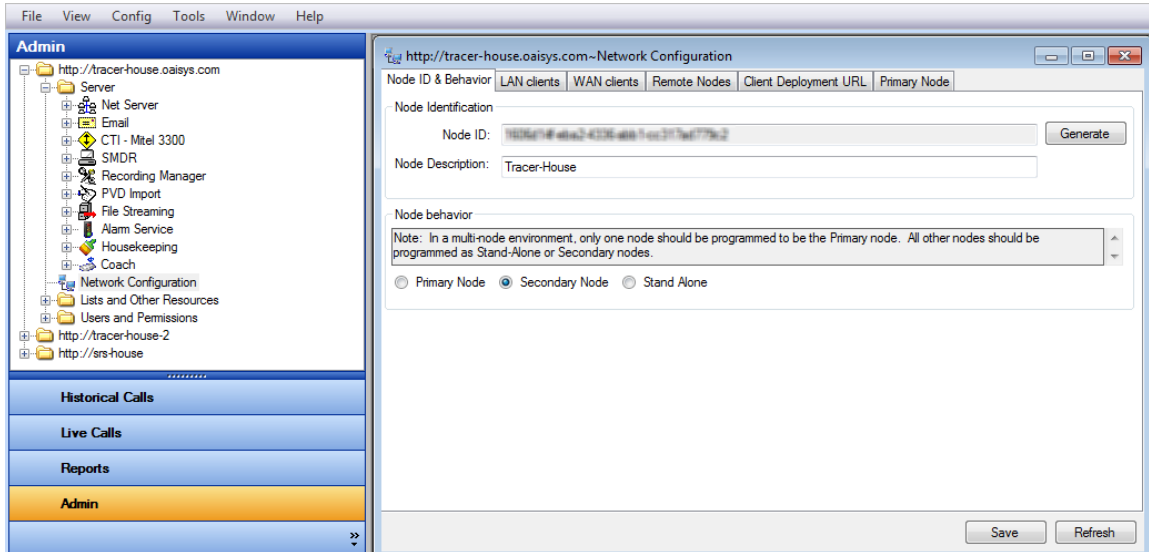 File View Config Tools Window Help
Admin
http://tracer-house.oaisys.com
Server
Net Server
Email
CTI - Mitel 3300
SMDR
Recording Manager
PVD Import
File Streaming
Alarm Service
Housekeeping
Coach
Network Configuration
Lists and Other Resources
Users and Permissions
http://tracer-house-2
http://srs-house
Historical Calls
Live Calls
Reports
Admin
http://tracer-house.oaisys.com~Network Configuration
Node ID & Behavior LAN clients WAN clients Remote Nodes Client Deployment URL Primary Node
Node Identification
Node ID: Generate
Node Description: Tracer-House
Node behavior
Note: In a multi-node environment, only one node should be programmed to be the Primary node. All other nodes should be
programmed as Stand-Alone or Secondary nodes.
Primary Node Secondary Node Stand Alone
Save Refresh